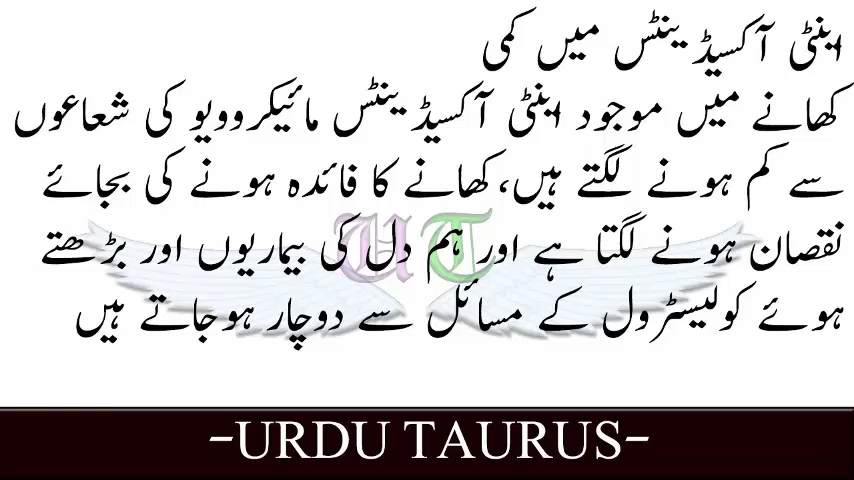 اینٹی آکسیڈینٹس میں کمی
کھانے میں موجود اینٹی آکسیڈینٹس مائیکروویو کی شعاعوں
سے کم ہونے لگتے ہیں، کھانے کا فائدہ ہونے کی بجائے
نقصان ہونے لگتا ہے اور ہم دل کی بیماریوں اور بڑھتے
ہوئے کولیسٹرول کے مسائل سے دوچار ہوجاتے ہیں
UT
-URDU TAURUS-